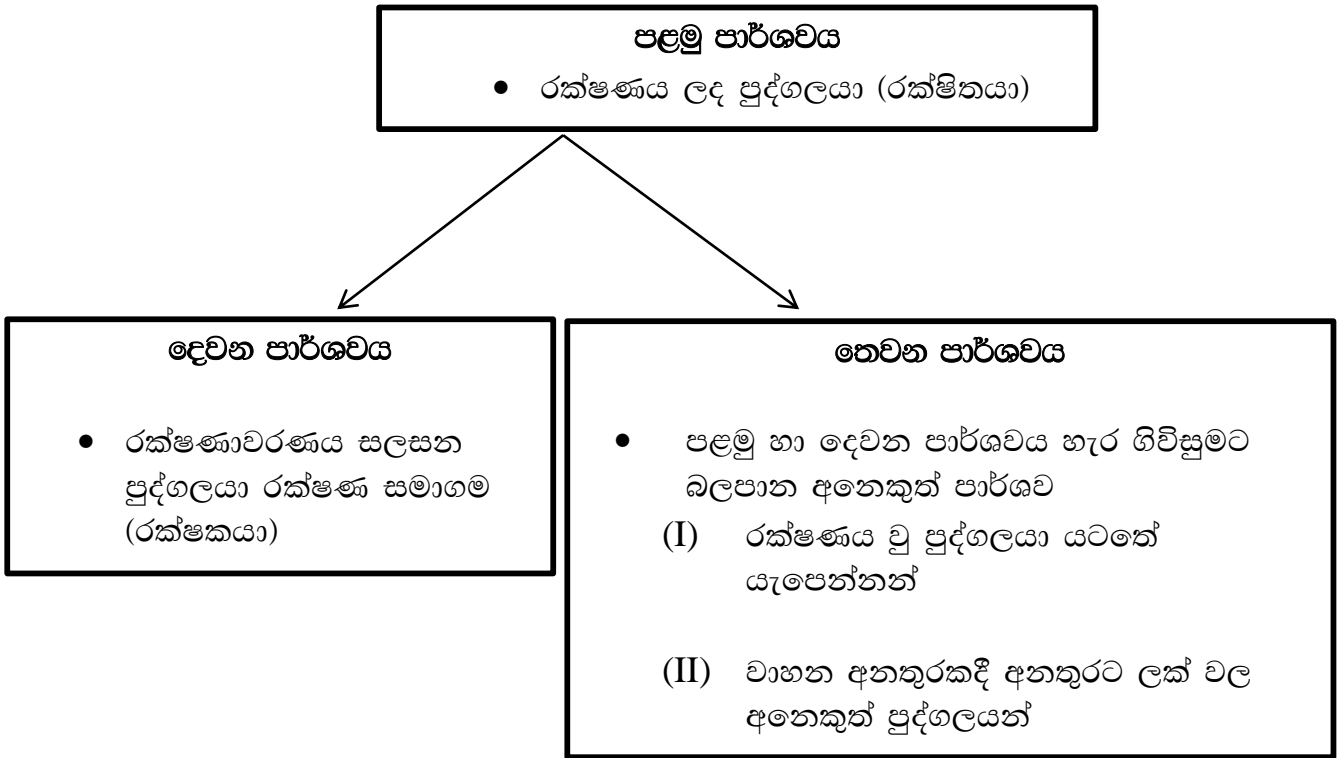 පළමු පාර්ශවය
• රක්ෂණය ලද පුද්ගලයා (රක්ෂිතයා)
දෙවන පාර්ශවය
• රක්ෂණාවරණය සලසන
පුද්ගලයා රක්ෂණ සමාගම
(රක්ෂකයා)
තෙවන පාර්ශවය
• පළමු හා දෙවන පාර්ශවය හැර ගිවිසුමට
බලපාන අනෙකුත් පාර්ශව
(I) රක්ෂණය වු පුද්ගලයා යටතේ
යැපෙන්නන්
(II) වාහන අනතුරකදී අනතුරට ලක් වල
අනෙකුත් පුද්ගලයන්